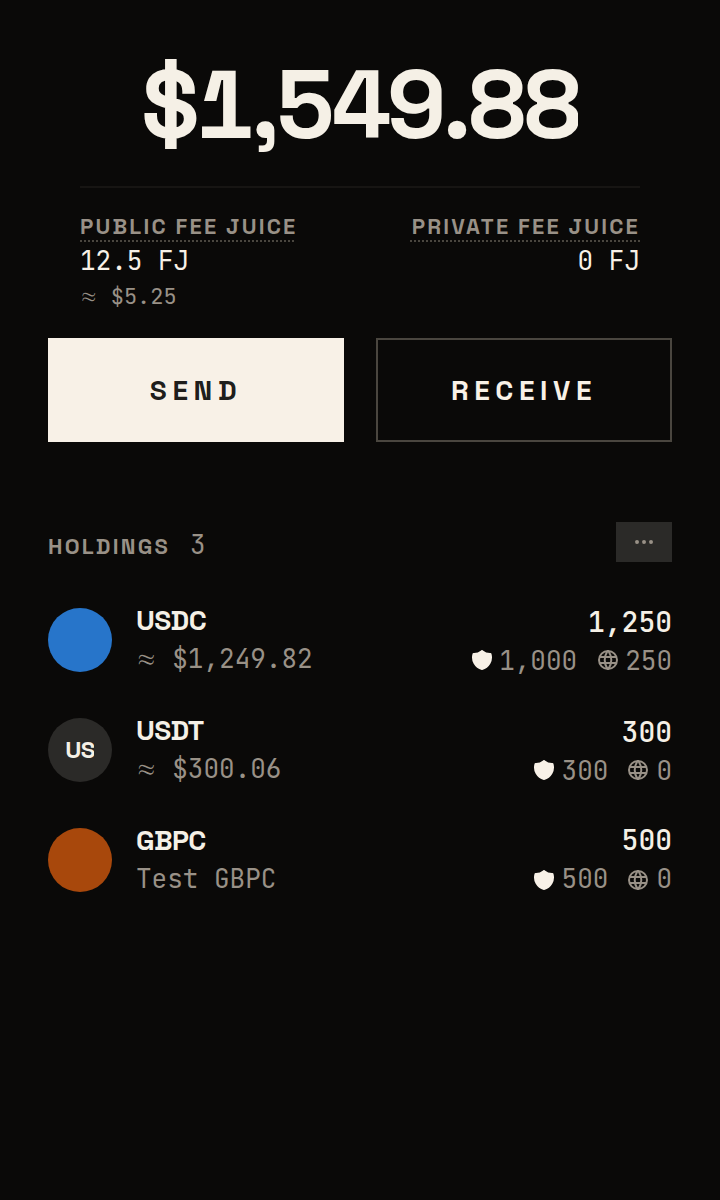 $1,549.88
PUBLIC FEE JUICE PRIVATE FEE JUICE
12.5 FJ 0 FJ
≈ $5.25
SEND RECEIVE
HOLDINGS 3 ...
USDC 1,250
≈ $1,249.82 1,000 250
US USDT 300
≈ $300.06 300 0
GBPC 500
Test GBPC 500 0